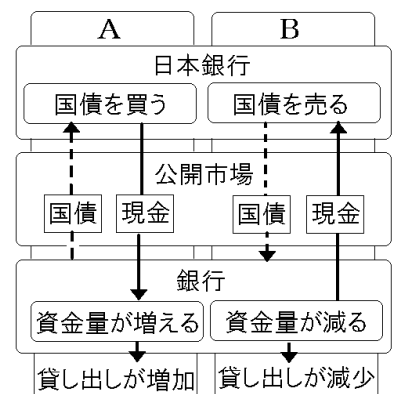 A B
日本銀行
国債を買う 国債を売る
公開市場
国債 現金 国債 現金
銀行
資金量が増える 資金量が減る
貸し出しが増加 貸し出しが減少